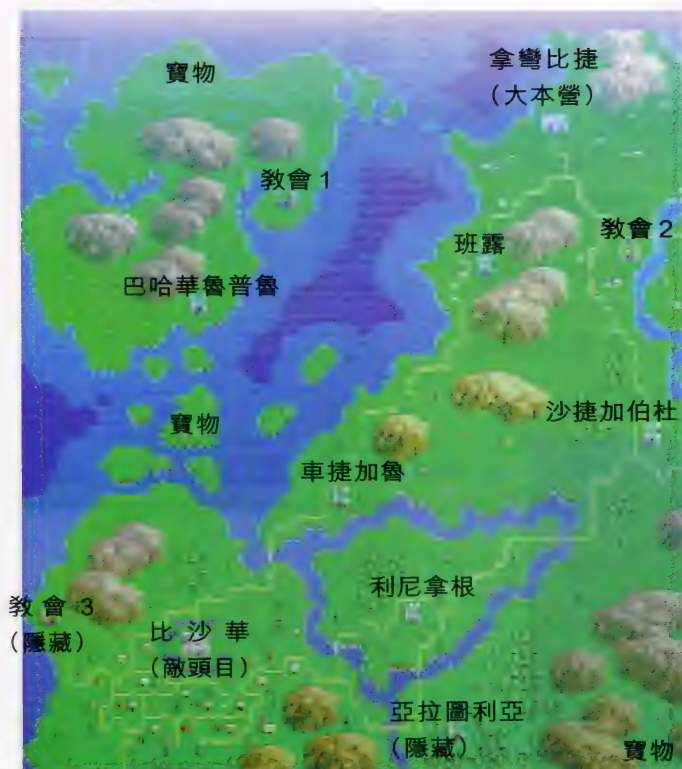 寶物
拿彎比捷
(大本營)
教會 1
班露
教會 2
巴哈華魯普魯
寶物
沙捷加伯杜
車捷加魯
利尼拿根
教 會 3
(隱藏)
比 沙 華
(敵頭目)
亞拉圖利亞
(隱藏)
寶物